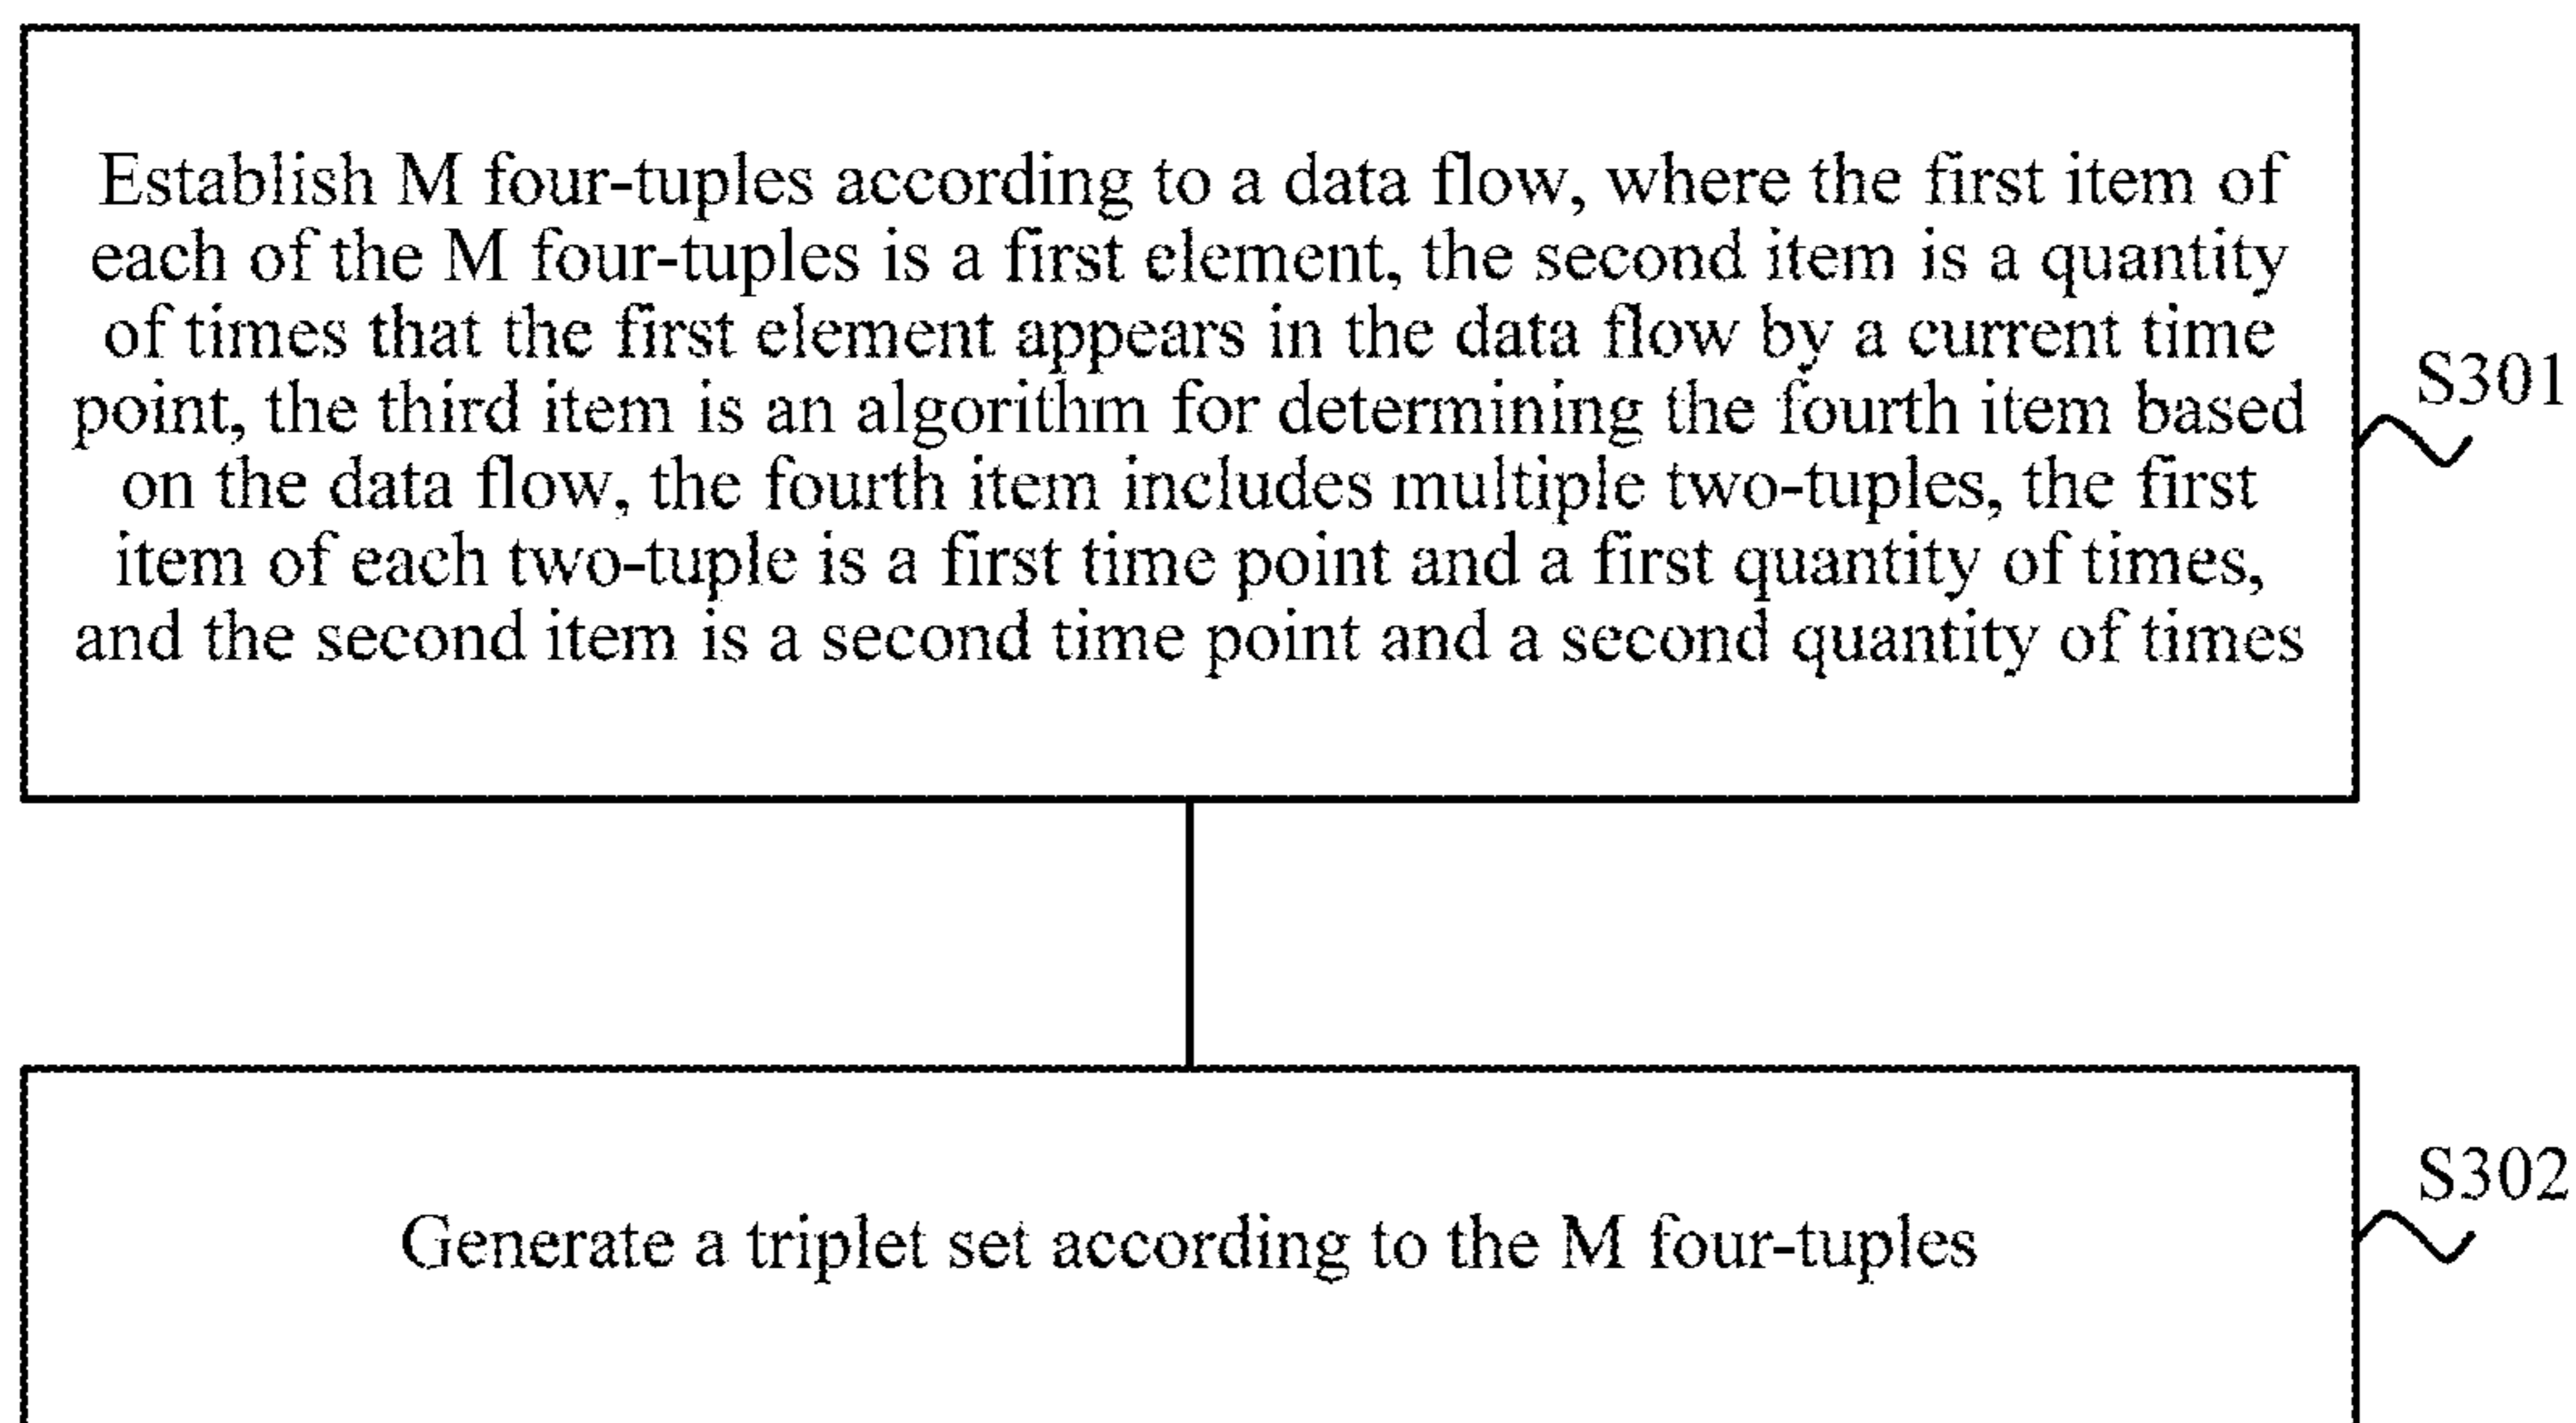 Establish M four-tuples according to a data flow, where the first item of
each of the M four-tuples is a first element, the second item is a quantity
of times that the first element appears in the data flow by a current time
point, the third item is an algorithm for determining the fourth item based
on the data flow, the fourth item includes multiple two-tuples, the first
item of each two-tuple is a first time point and a first quantity of times,
and the second item is a second time point and a second quantity of times
S301
Generate a triplet set according to the M four-tuples
S302